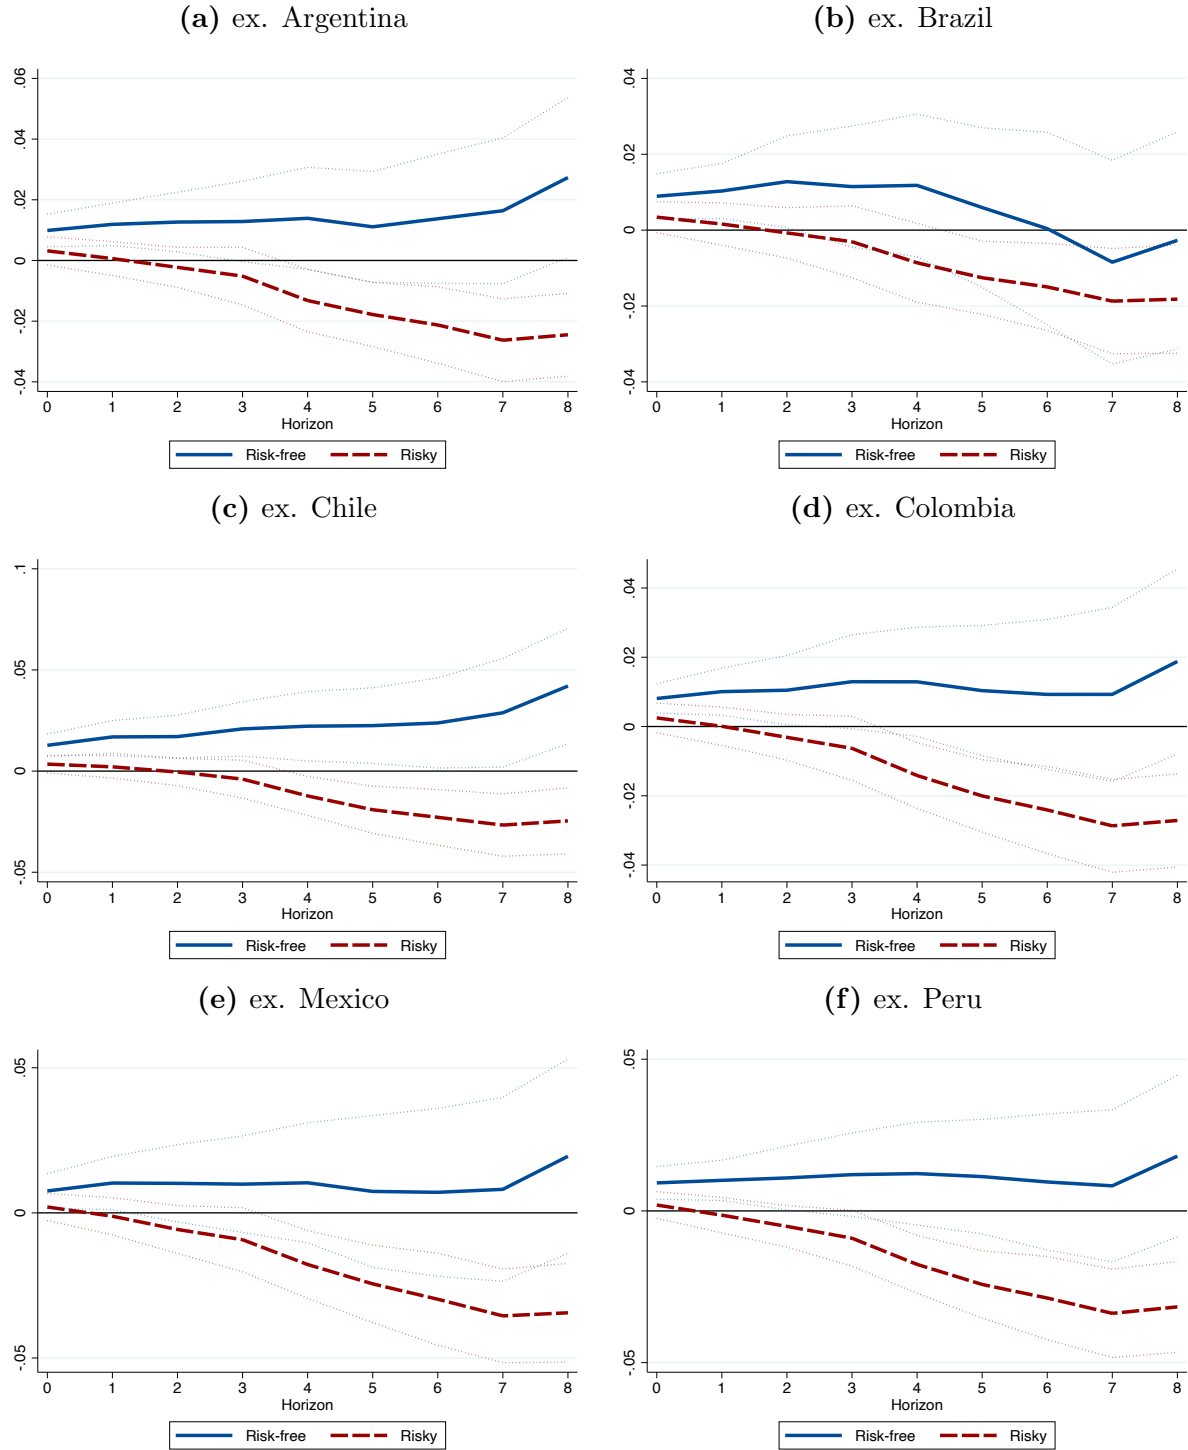 (a) ex. Argentina
(b) ex. Brazil
.06
.04
.02
0
-.02
-.04
0 1 2 3 4 5 6 7 8
Horizon
Risk-free Risky
.04
.02
0
-.02
-.04
0 1 2 3 4 5 6 7 8
Horizon
Risk-free Risky
(c) ex. Chile
(d) ex. Colombia
.1
.05
0
-.05
0 1 2 3 4 5 6 7 8
Horizon
Risk-free Risky
.04
.02
0
-.02
-.04
0 1 2 3 4 5 6 7 8
Horizon
Risk-free Risky
(e) ex. Mexico
(f) ex. Peru
.05
0
-.05
0 1 2 3 4 5 6 7 8
Horizon
Risk-free Risky
.05
0
-.05
0 1 2 3 4 5 6 7 8
Horizon
Risk-free Risky